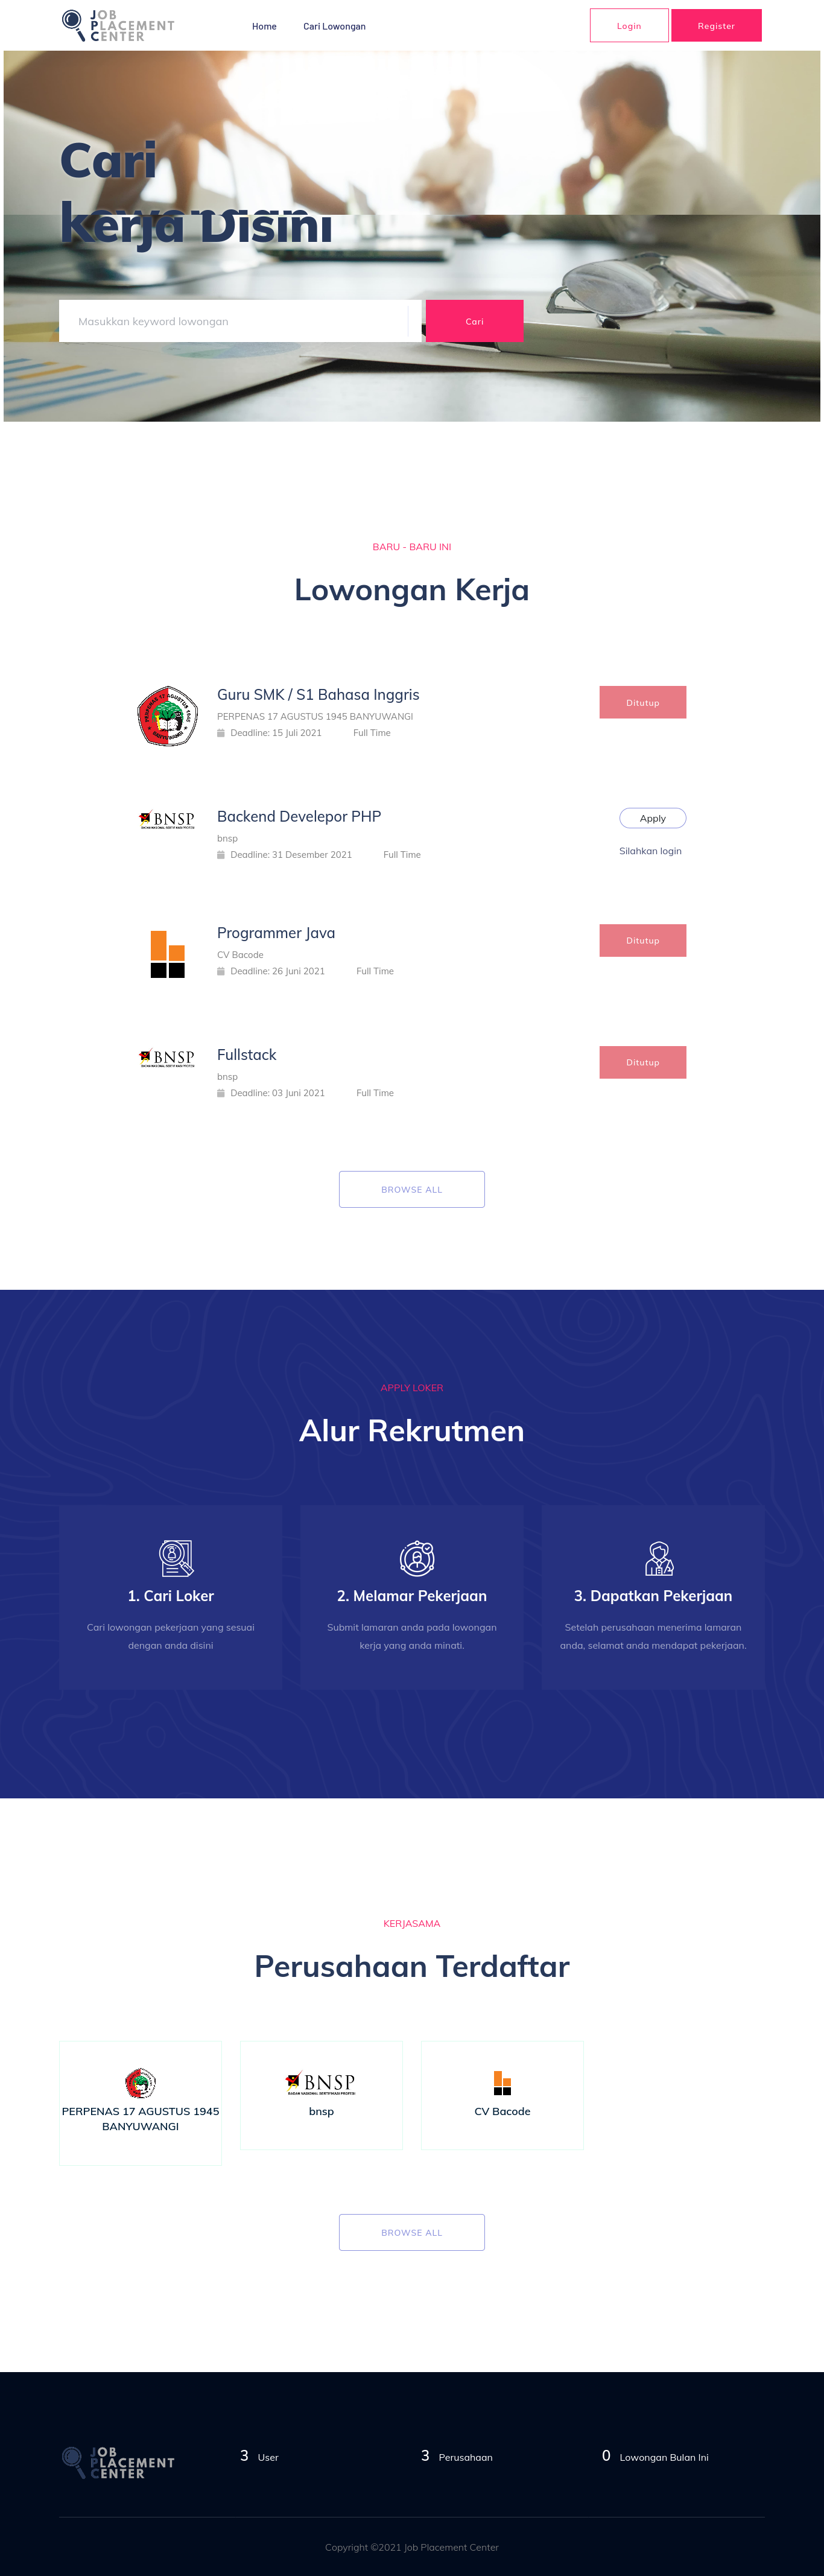 JOB
PLACEMENT
CENTER
Home
Cari Lowongan
Login
Register
Cari
kerja Disini
Masukkan keyword lowongan
Cari
BARU - BARU INI
Lowongan Kerja
Guru SMK / S1 Bahasa Inggris
PERPENAS 17 AGUSTUS 1945 BANYUWANGI
Deadline: 15 Juli 2021
Full Time
Ditutup
BNSP
Backend Develepor PHP
bnsp
Deadline: 31 Desember 2021
Full Time
Apply
Silahkan login
Programmer Java
CV Bacode
Deadline: 26 Juni 2021
Full Time
Ditutup
BNSP
Fullstack
bnsp
Deadline: 03 Juni 2021
Full Time
Ditutup
BROWSE ALL
APPLY LOKER
Alur Rekrutmen
1. Cari Loker
Cari lowongan pekerjaan yang sesuai
dengan anda disini
2. Melamar Pekerjaan
Submit lamaran anda pada lowongan
kerja yang anda minati.
3. Dapatkan Pekerjaan
Setelah perusahaan menerima lamaran
anda, selamat anda mendapat pekerjaan.
KERJASAMA
Perusahaan Terdaftar
PERPENAS 17 AGUSTUS 1945
BANYUWANGI
BNSP
BADAN NASIONAL SERTIFIKASI PROFESI
bnsp
CV Bacode
BROWSE ALL
JOB
PLACEMENT
CENTER
3 User
3 Perusahaan
0 Lowongan Bulan Ini
Copyright ©2021 Job Placement Center